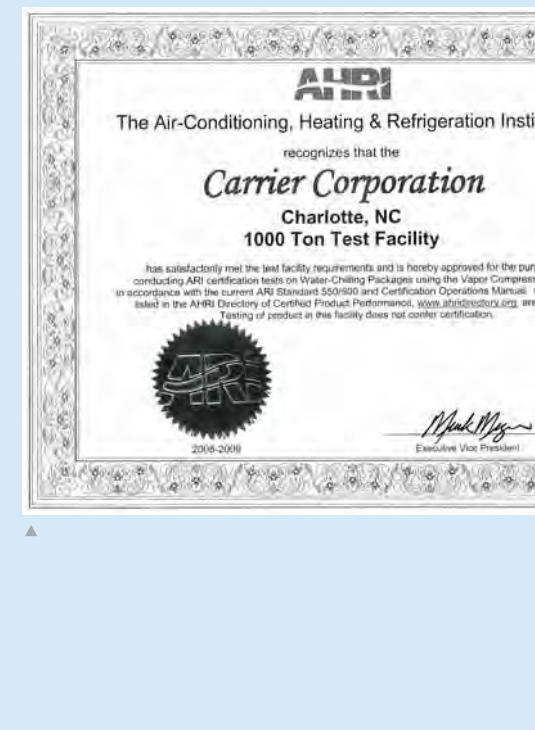 AHRI
The Air-Conditioning, Heating & Refrigeration Insti
recognizes that the
Carrier Corporation
Charlotte, NC
1000 Ton Test Facility
has satisfactorily met the test facility requirements and is hereby approved for the pur
conducting ARI certification tests on Water-Chilling Packages using the Vapor Compress
in accordance with the current ARI Standard 550/590 and Certification Operations Manual.
listed in the AHRI Directory of Certified Product Performance, www.ahridirectory.org, are
Testing of product in this facility does not confer certification.
ARI
2008-2009
Executive Vice President